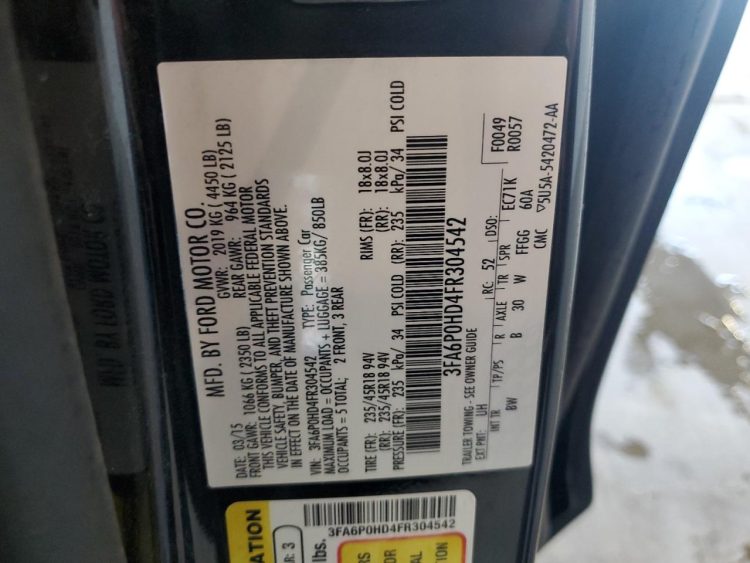 MFD. BY FORD MOTOR CO.
DATE: 03/15 GVWR: 2019 KG ( 4450 LB)
FRONT GAWR: 1066 KG ( 2350 LB) REAR GAWR: 964 KG ( 2125 LB)
THIS VEHICLE CONFORMS TO ALL APPLICABLE FEDERAL MOTOR
VEHICLE SAFETY, BUMPER, AND THEFT PREVENTION STANDARDS
IN EFFECT ON THE DATE OF MANUFACTURE SHOWN ABOVE.
VIN: 3FA6P0HD4FR304542 TYPE: Passenger Car
MAXIMUM LOAD = OCCUPANTS + LUGGAGE = 385KG/ 850LB
OCCUPANTS = 5 TOTAL; 2 FRONT, 3 REAR
TIRE (FR): 235/45R18 94V RIMS (FR): 18x8.0J
(RR): 235/45R18 94V (RR): 18x8.0J
PRESSURE (FR): 235 kPa/ 34 PSI COLD (RR): 235 kPa/ 34 PSI COLD
3FA6P0HD4FR304542
TRAILER TOWING - SEE OWNER GUIDE
EXT PNT: UH RC: 52 DSO: F0049
R0057
INT TR TP/PS R AXLE TR SPR EC71K
BW B 30 W FFGG 60A
CMC ▽5U5A-5420472-AA
3FA6P0HD4FR304542
R: 3
lbs.